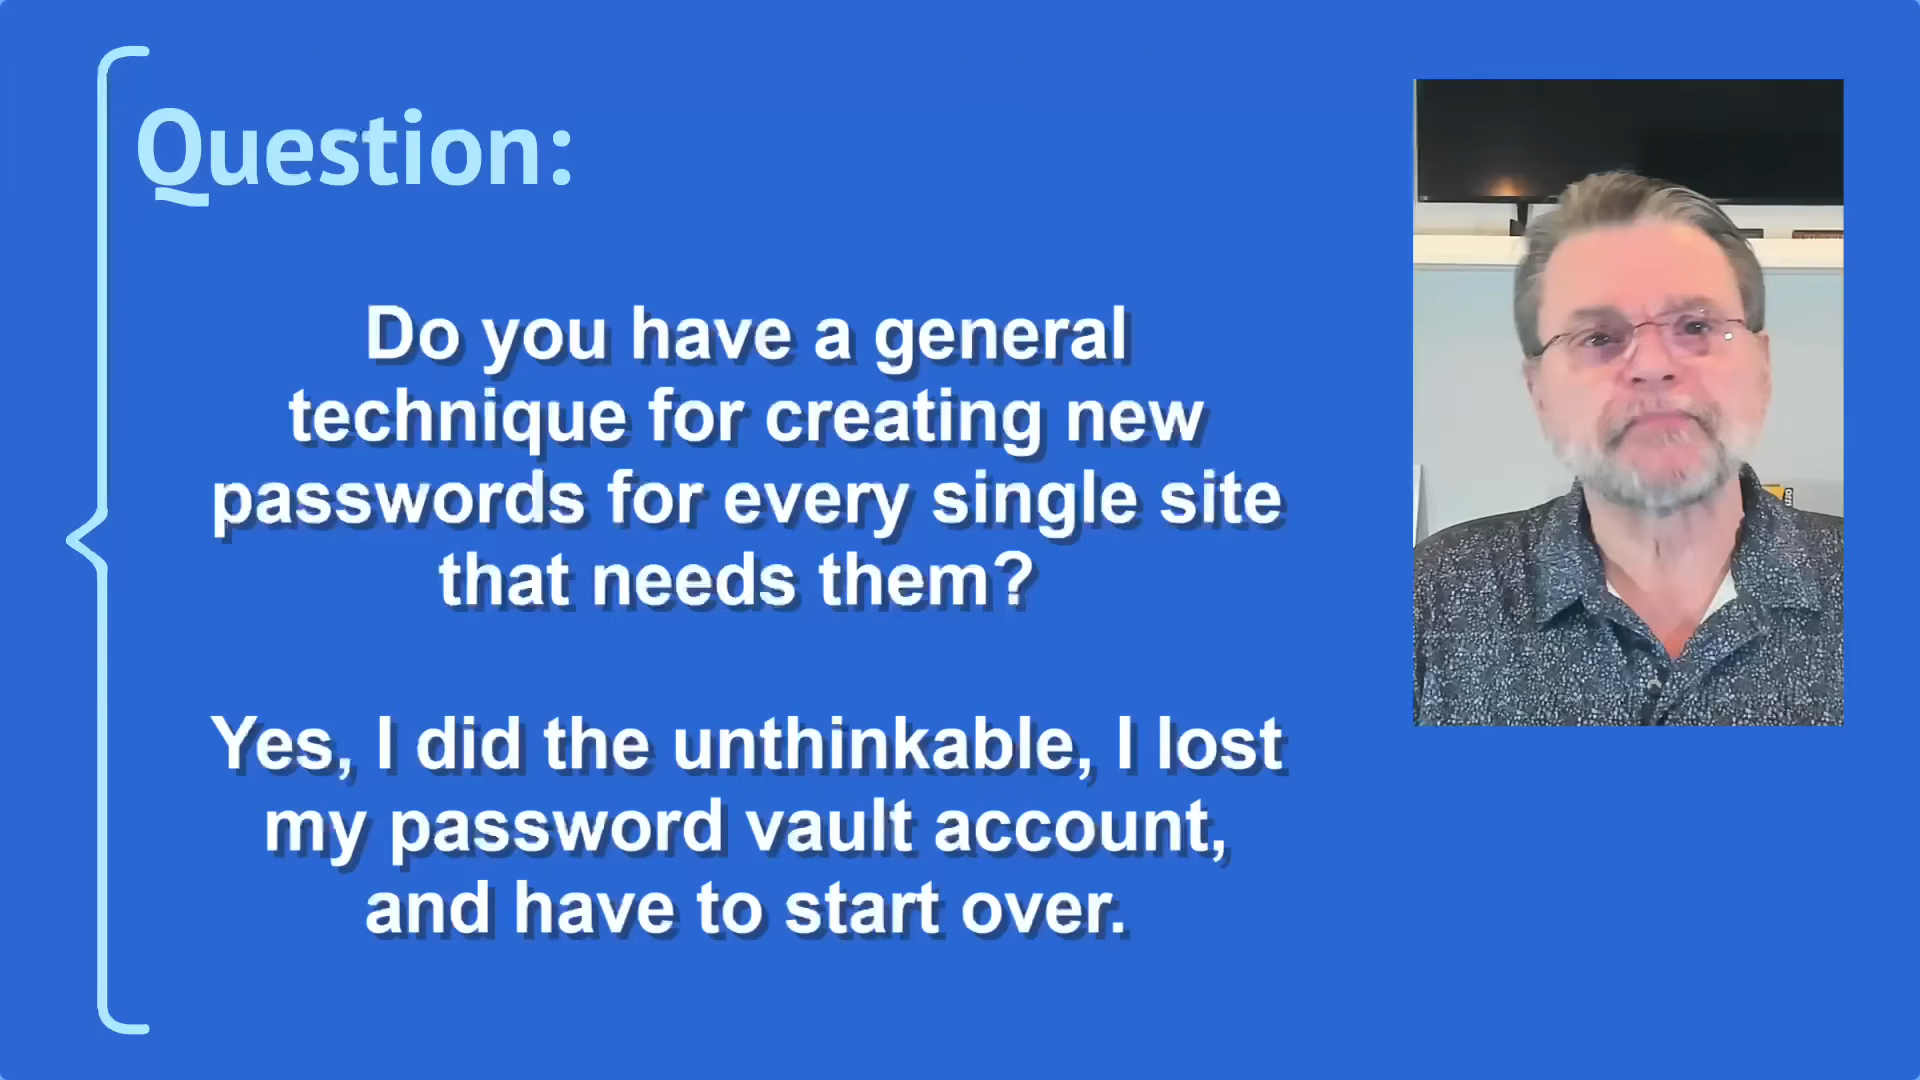 Question:
Do you have a general
technique for creating new
passwords for every single site
that needs them?
Yes, I did the unthinkable, I lost
my password vault account,
and have to start over.